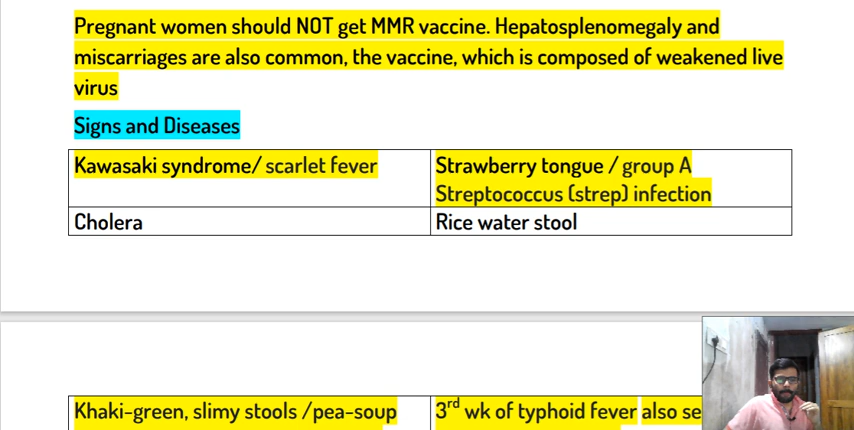 Pregnant women should NOT get MMR vaccine. Hepatosplenomegaly and
miscarriages are also common, the vaccine, which is composed of weakened live
virus
Signs and Diseases
Kawasaki syndrome/ scarlet fever
Strawberry tongue / group A
Streptococcus (strep) infection
Cholera
Rice water stool
Khaki-green, slimy stools /pea-soup
3rd wk of typhoid fever also se